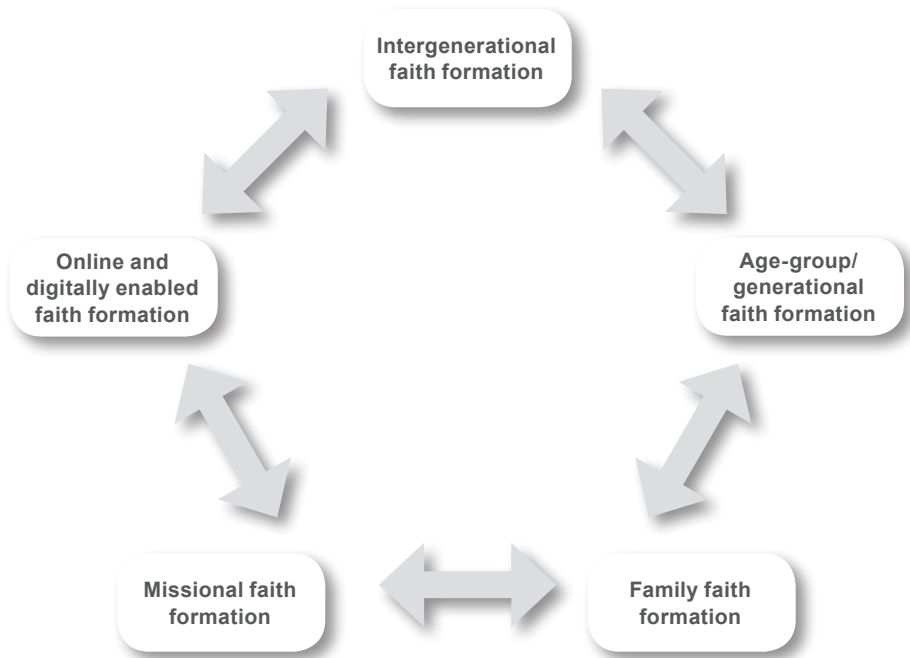 Intergenerational
faith formation
Online and
digitally enabled
faith formation
Age-group/
generational
faith formation
Missional faith
formation
Family faith
formation